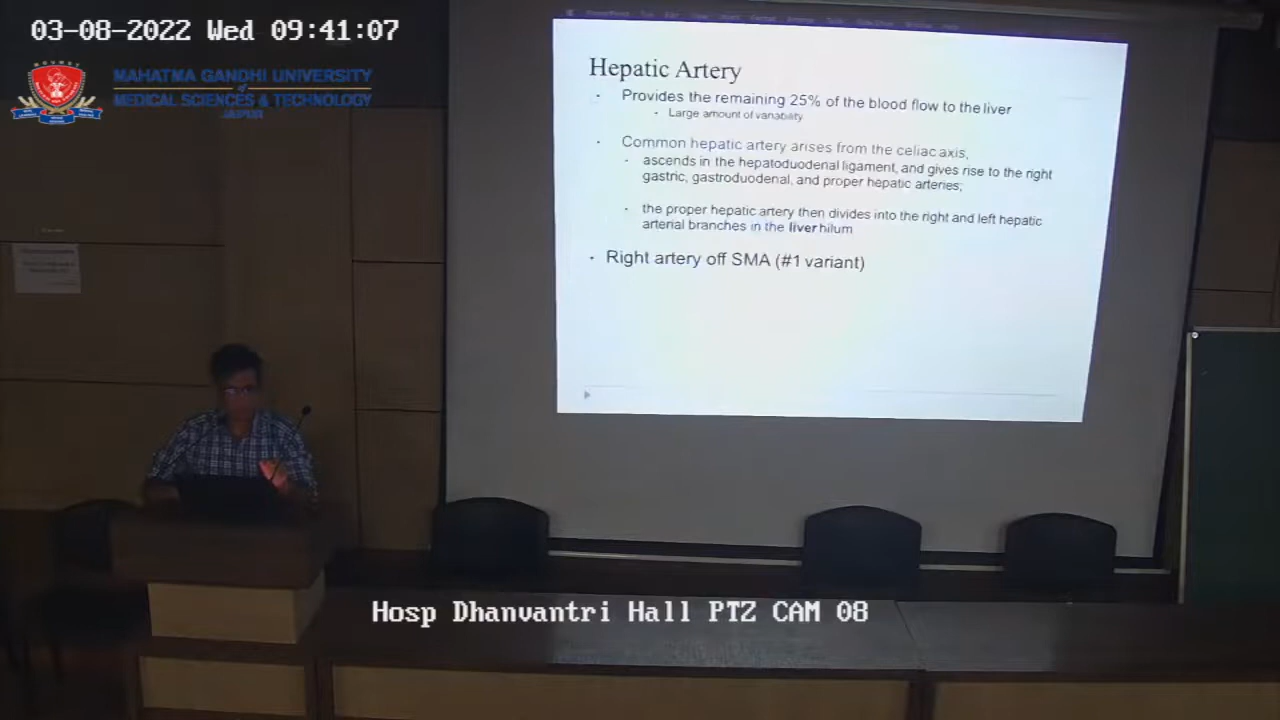 03-08-2022 Wed 09:41:07
MAHATMA GANDHI UNIVERSITY
of
MEDICAL SCIENCES & TECHNOLOGY
JAIPUR
Hepatic Artery
• Provides the remaining 25% of the blood flow to the liver
• Large amount of variability
• Common hepatic artery arises from the celiac axis,
• ascends in the hepatoduodenal ligament, and gives rise to the right
gastric, gastroduodenal, and proper hepatic arteries;
• the proper hepatic artery then divides into the right and left hepatic
arterial branches in the liver hilum
• Right artery off SMA (#1 variant)
Hosp Dhanvantri Hall PTZ CAM 08